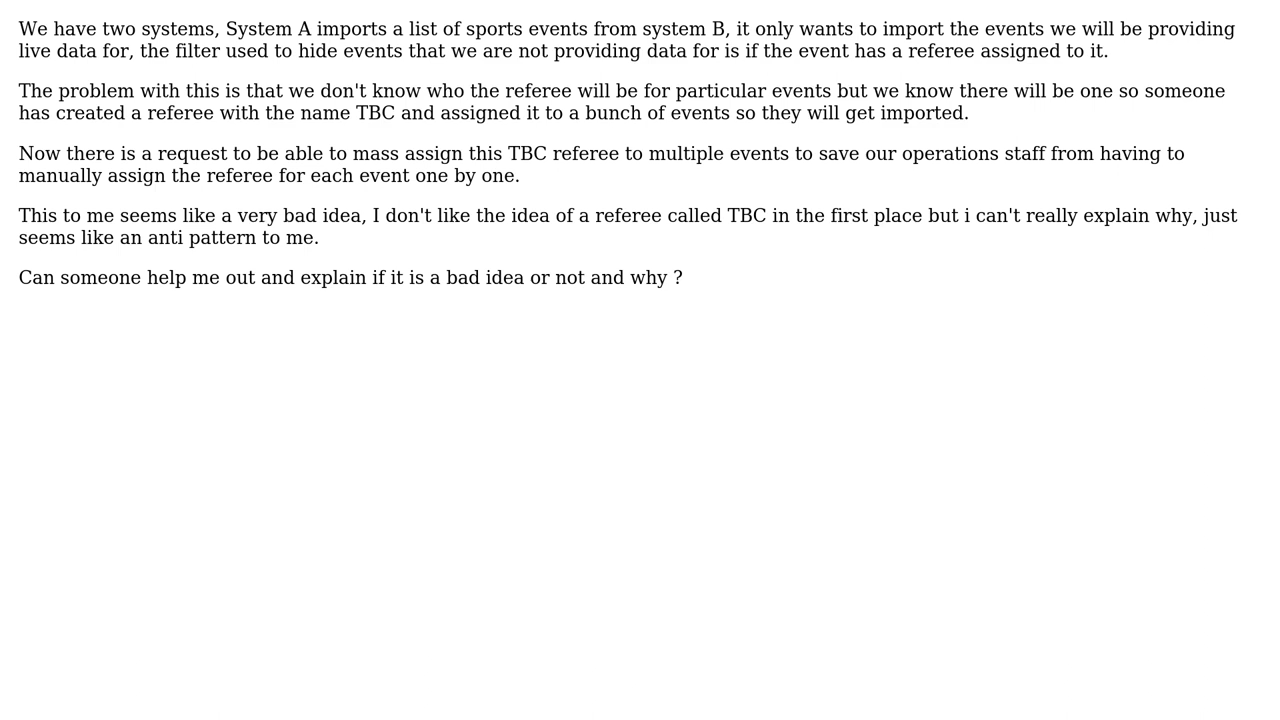 We have two systems, System A imports a list of sports events from system B, it only wants to import the events we will be providing
live data for, the filter used to hide events that we are not providing data for is if the event has a referee assigned to it.
The problem with this is that we don't know who the referee will be for particular events but we know there will be one so someone
has created a referee with the name TBC and assigned it to a bunch of events so they will get imported.
Now there is a request to be able to mass assign this TBC referee to multiple events to save our operations staff from having to
manually assign the referee for each event one by one.
This to me seems like a very bad idea, I don't like the idea of a referee called TBC in the first place but i can't really explain why, just
seems like an anti pattern to me.
Can someone help me out and explain if it is a bad idea or not and why ?